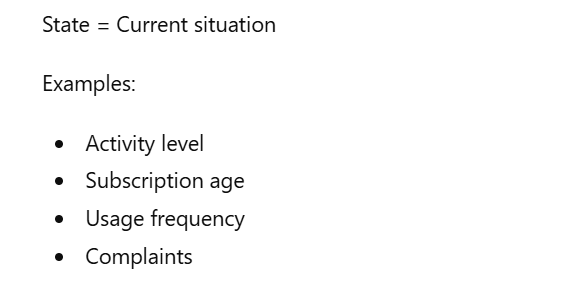 State = Current situation
Examples:
• Activity level
• Subscription age
• Usage frequency
• Complaints